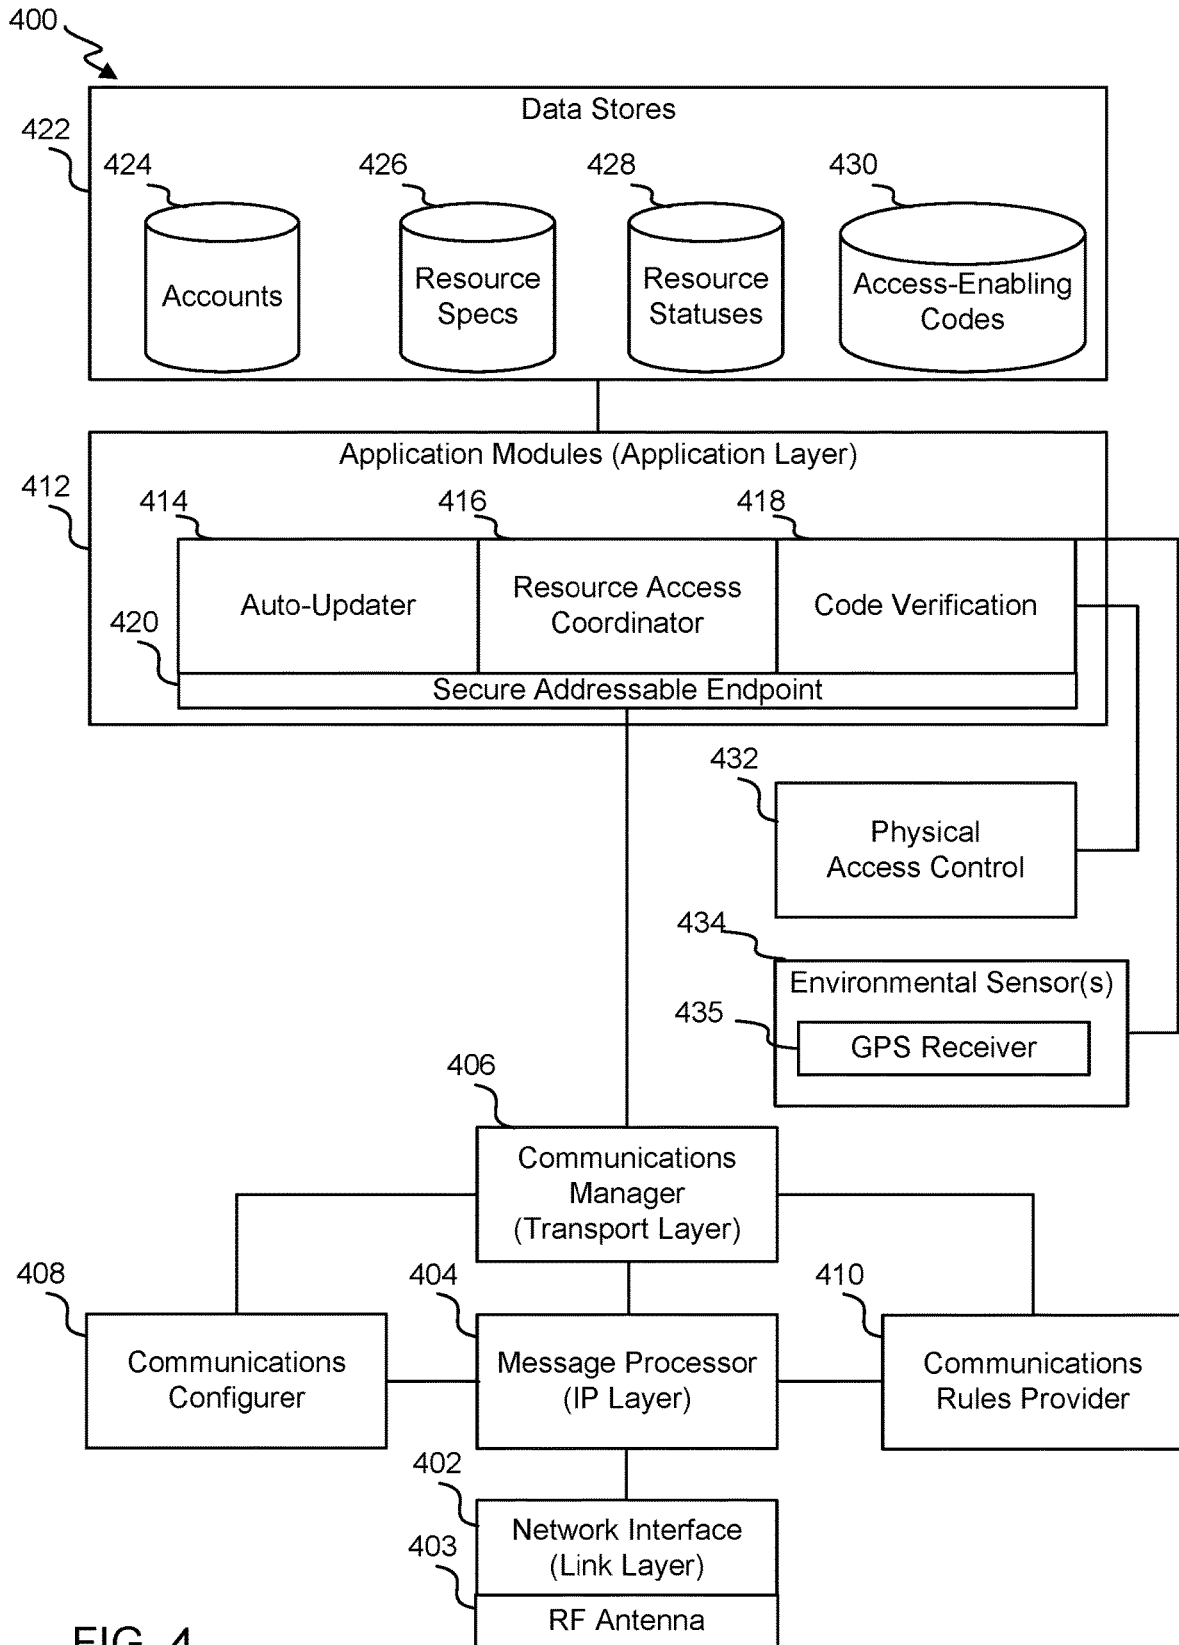 400
Data Stores
422
424
426
428
430
Accounts
Resource
Specs
Resource
Statuses
Access-Enabling
Codes
Application Modules (Application Layer)
412
414
416
418
Auto-Updater
Resource Access
Coordinator
Code Verification
420
Secure Addressable Endpoint
432
Physical
Access Control
434
Environmental Sensor(s)
435
GPS Receiver
406
Communications
Manager
(Transport Layer)
408
404
410
Communications
Configurer
Message Processor
(IP Layer)
Communications
Rules Provider
402
Network Interface
(Link Layer)
403
RF Antenna
FIG. 4